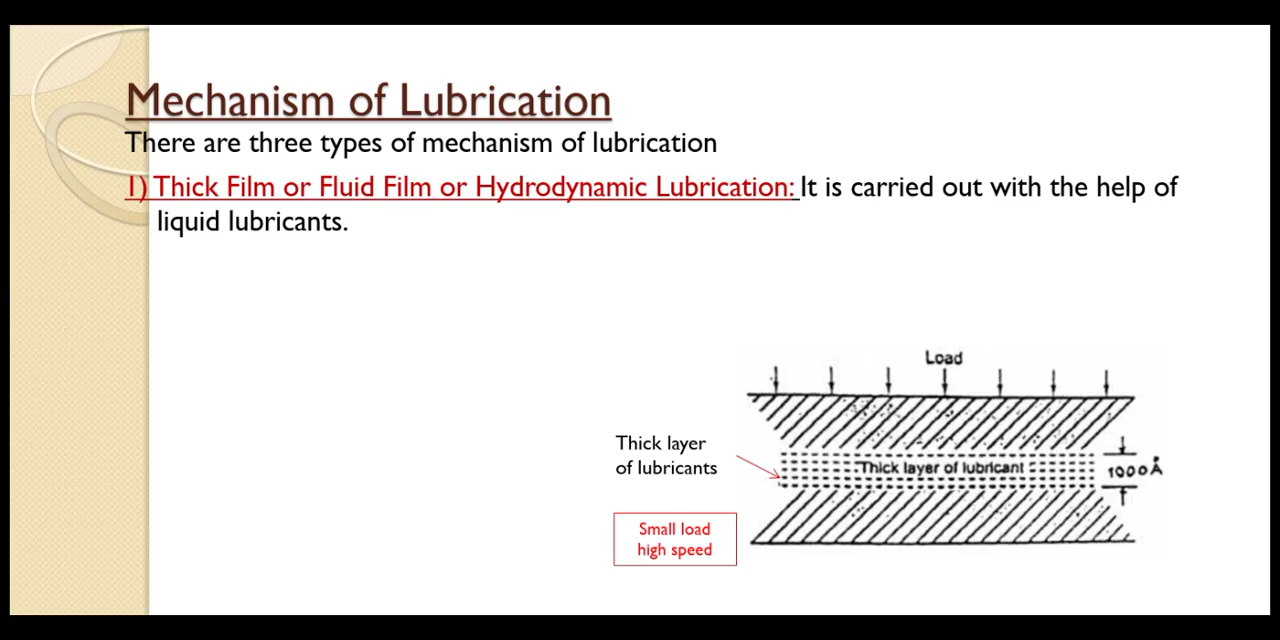 Mechanism of Lubrication
There are three types of mechanism of lubrication
1) Thick Film or Fluid Film or Hydrodynamic Lubrication: It is carried out with the help of
liquid lubricants.
Load
Thick layer
of lubricants
Thick layer of lubricant
1000 Å
Small load
high speed